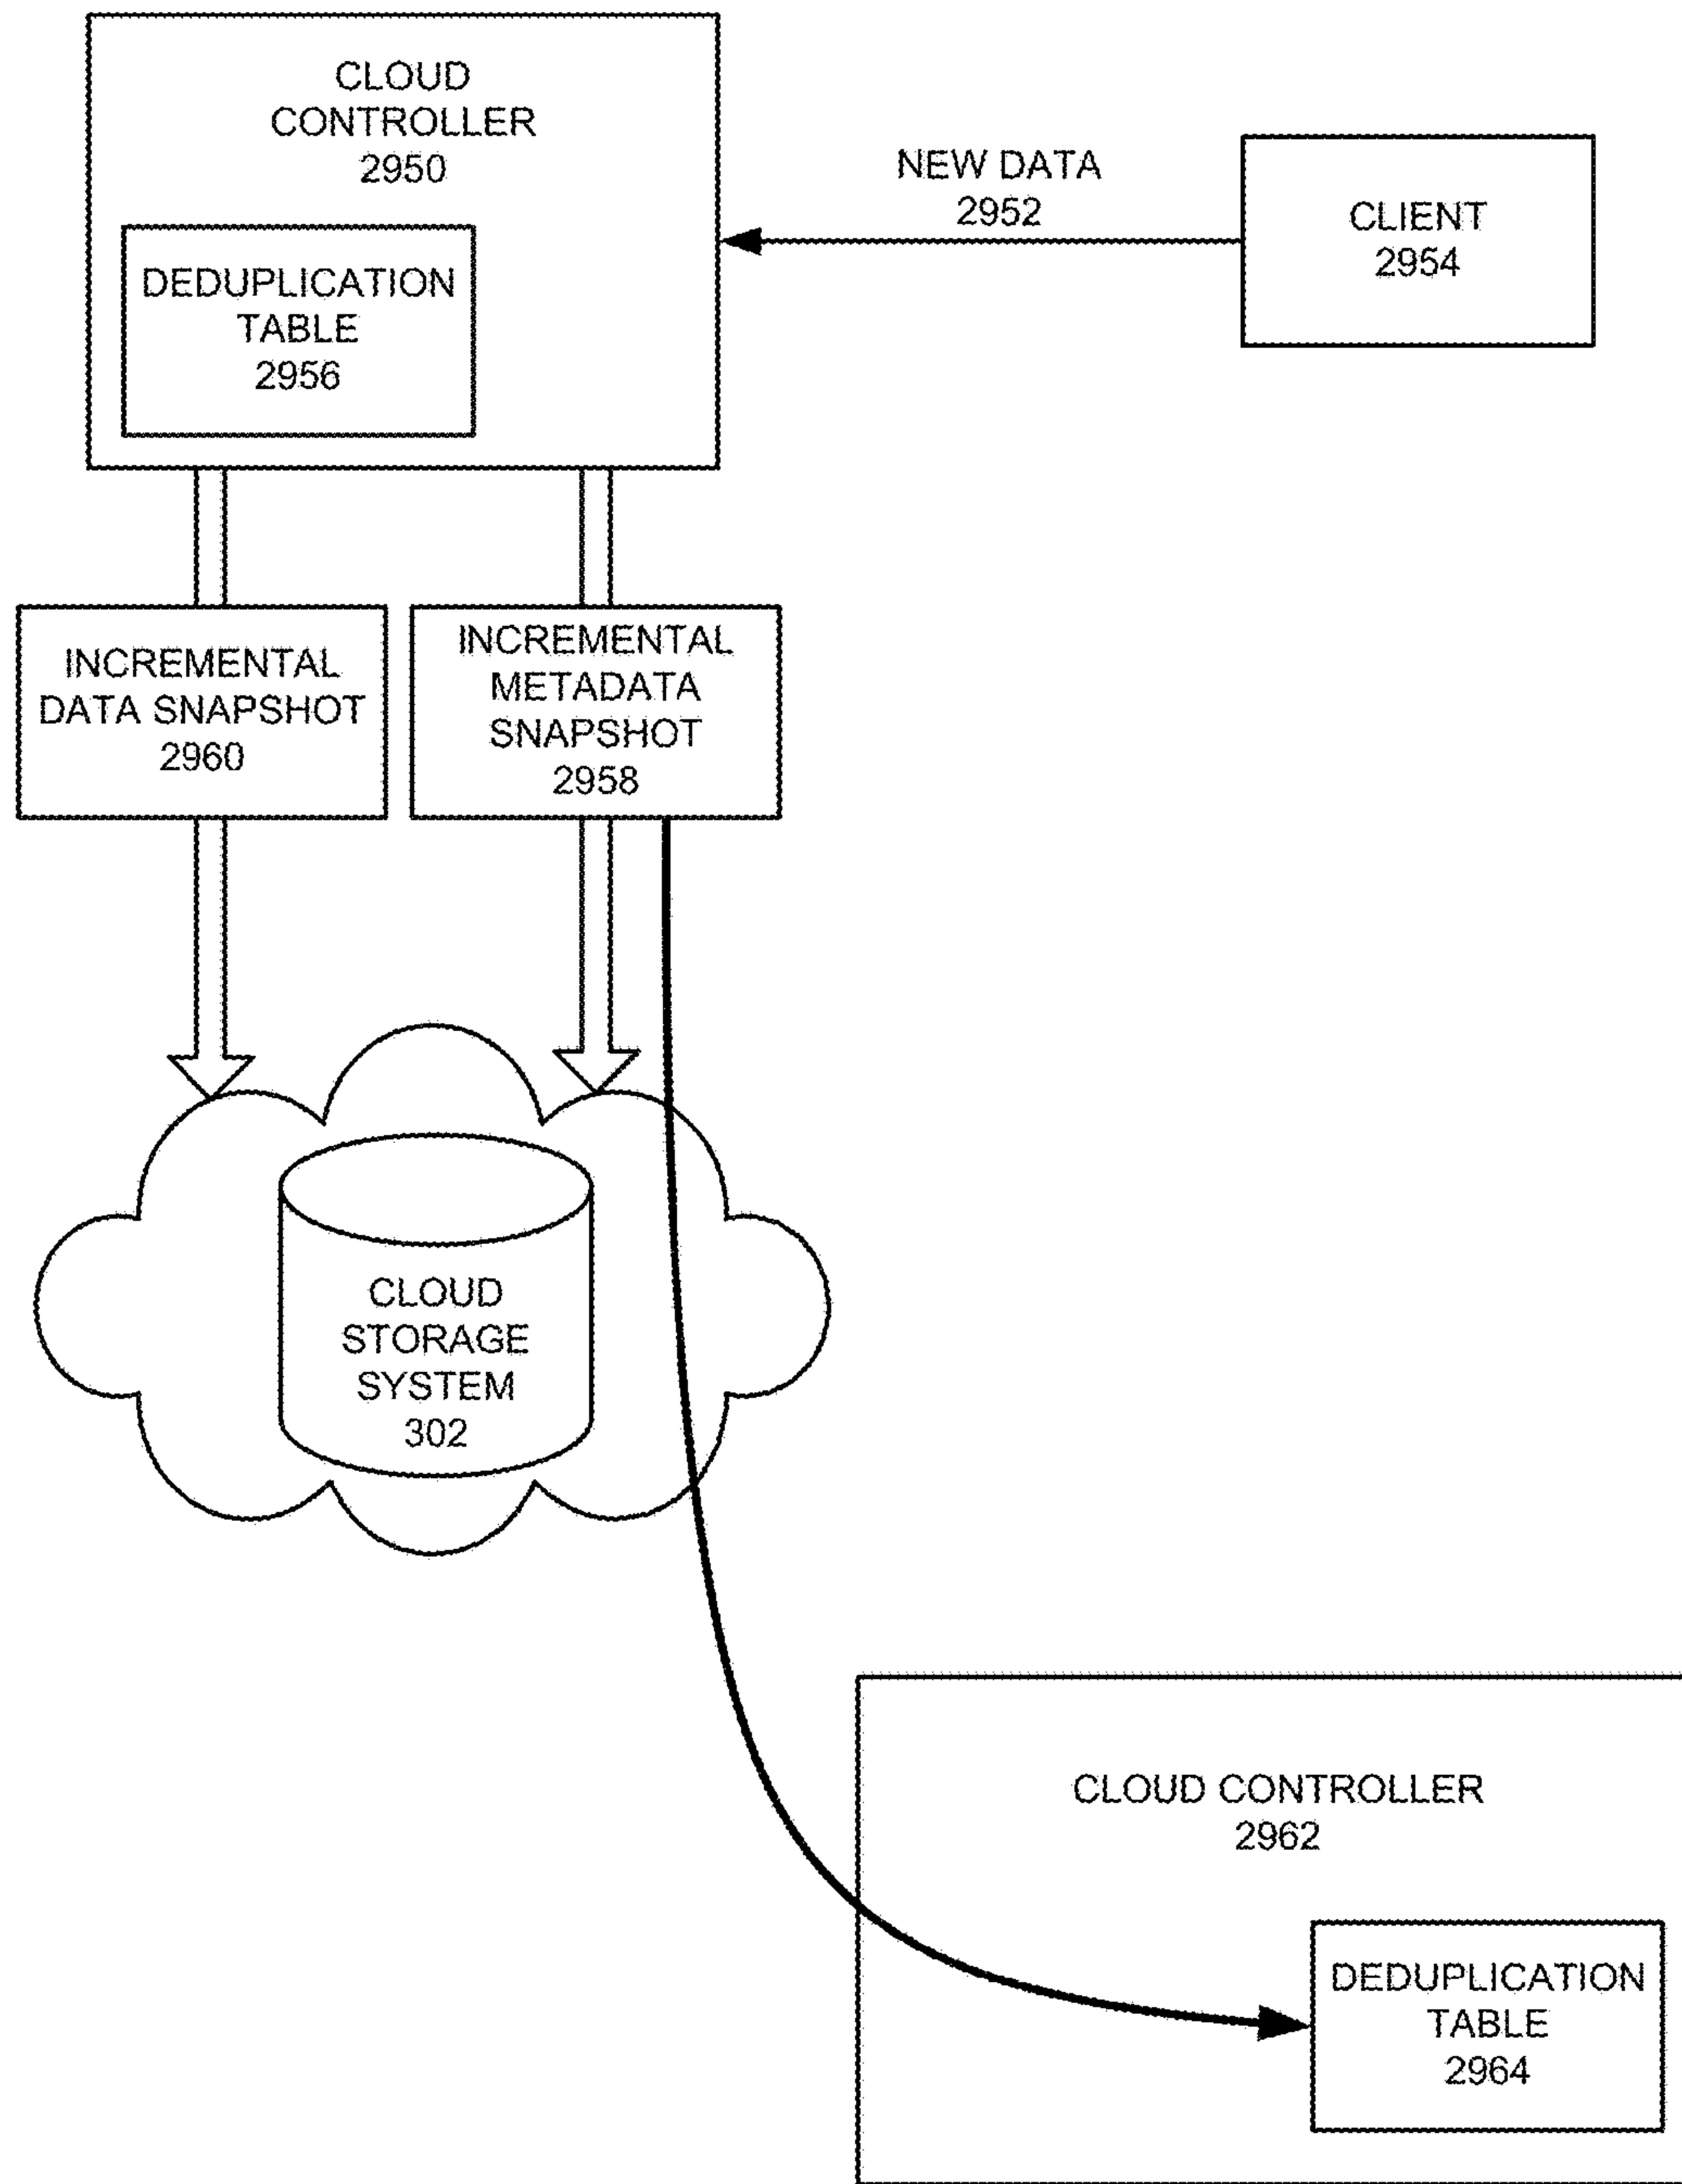 CLOUD
CONTROLLER
2950
NEW DATA
2952
CLIENT
2954
DEDUPLICATION
TABLE
2956
INCREMENTAL
DATA SNAPSHOT
2960
INCREMENTAL
METADATA
SNAPSHOT
2958
CLOUD
STORAGE
SYSTEM
302
CLOUD CONTROLLER
2962
DEDUPLICATION
TABLE
2964